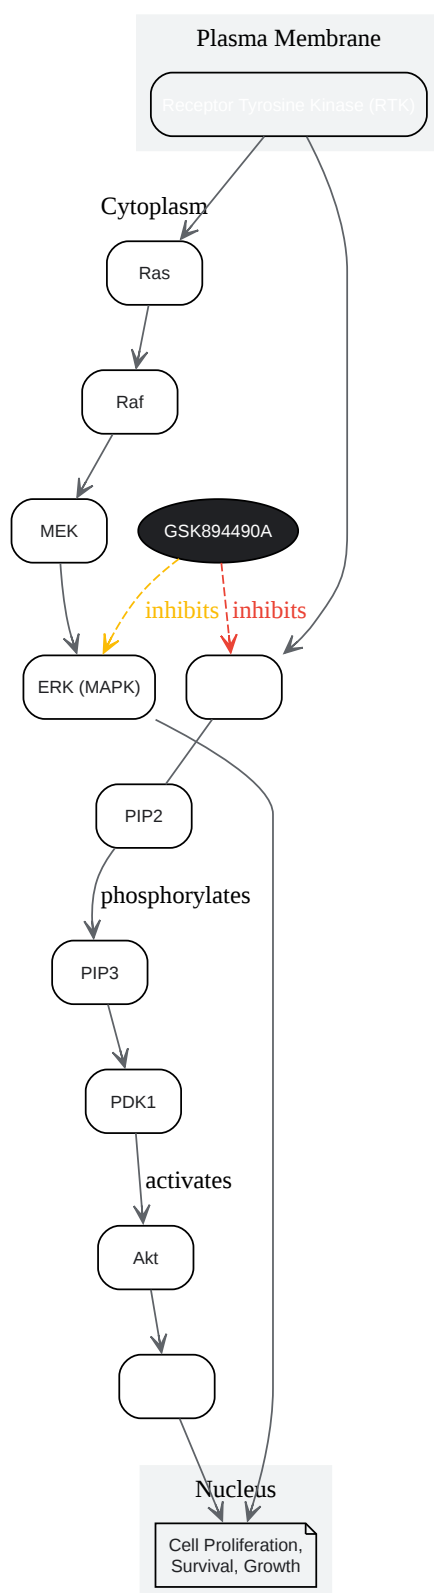 Plasma Membrane
Receptor Tyrosine Kinase (RTK)
Cytoplasm
Ras
Raf
MEK
GSK894490A
inhibits
inhibits
ERK (MAPK)
PIP2
phosphorylates
PIP3
PDK1
activates
Akt
Nucleus
Cell Proliferation,
Survival, Growth